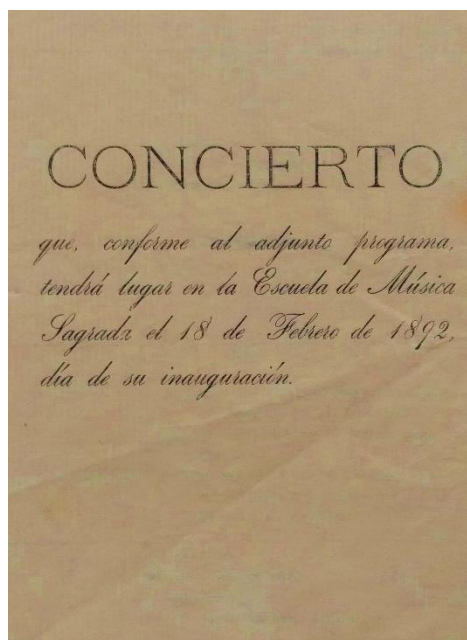 CONCIERTO
que, conforme al adjunto programa,
tendrá lugar en la Escuela de Música
Sagrada el 18 de Febrero de 1892,
día de su inauguración.